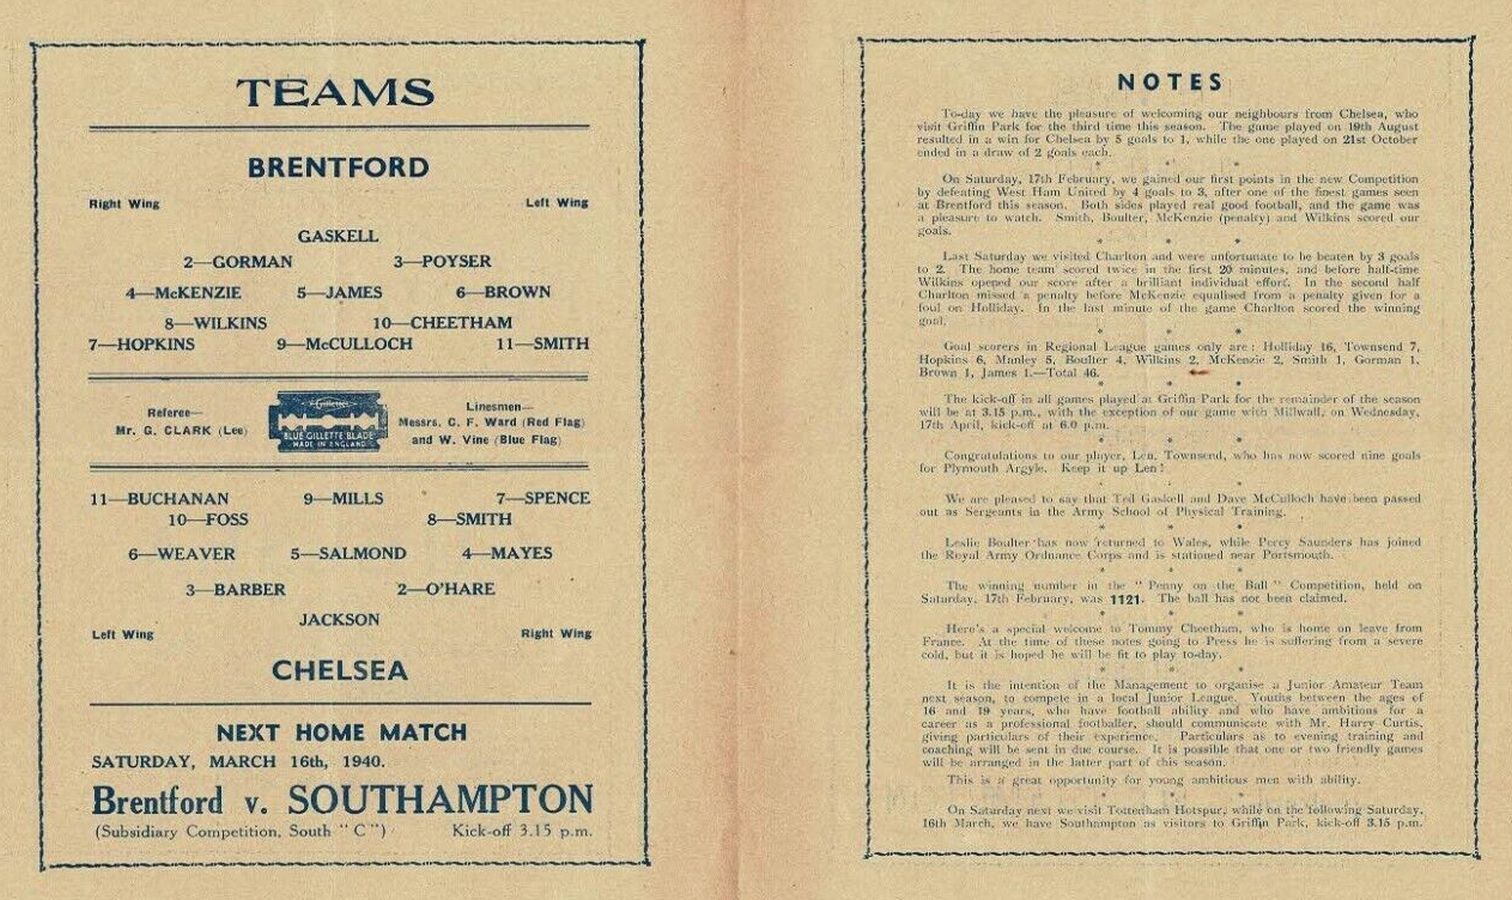 TEAMS
BRENTFORD
Right Wing Left Wing
GASKELL
2—GORMAN 3—POYSER
4—McKENZIE 5—JAMES 6—BROWN
8—WILKINS 10—CHEETHAM
7—HOPKINS 9—McCULLOCH 11—SMITH
Referee—
Mr. G. CLARK (Lee)
Gillette
BLUE GILLETTE BLADE
MADE IN ENGLAND
Linesmen—
Messrs. C. F. Ward (Red Flag)
and W. Vine (Blue Flag)
11—BUCHANAN 9—MILLS 7—SPENCE
10—FOSS 8—SMITH
6—WEAVER 5—SALMOND 4—MAYES
3—BARBER 2—O'HARE
JACKSON
Left Wing Right Wing
CHELSEA
NEXT HOME MATCH
SATURDAY, MARCH 16th, 1940.
Brentford v. SOUTHAMPTON
(Subsidiary Competition, South "C") Kick-off 3.15 p.m.
NOTES
To-day we have the pleasure of welcoming our neighbours from Chelsea, who
visit Griffin Park for the third time this season. The game played on 19th August
resulted in a win for Chelsea by 5 goals to 1, while the one played on 21st October
ended in a draw of 2 goals each.
* * *
On Saturday, 17th February, we gained our first points in the new Competition
by defeating West Ham United by 4 goals to 3, after one of the finest games seen
at Brentford this season. Both sides played real good football, and the game was
a pleasure to watch. Smith, Boulter, McKenzie (penalty) and Wilkins scored our
goals.
* * *
Last Saturday we visited Charlton and were unfortunate to be beaten by 3 goals
to 2. The home team scored twice in the first 20 minutes, and before half-time
Wilkins opened our score after a brilliant individual effort. In the second half
Charlton missed a penalty before McKenzie equalised from a penalty given for a
foul on Holliday. In the last minute of the game Charlton scored the winning
goal.
* * *
Goal scorers in Regional League games only are: Holliday 16, Townsend 7,
Hopkins 6, Manley 5, Boulter 4, Wilkins 2, McKenzie 2, Smith 1, Gorman 1,
Brown 1, James 1.—Total 46.
* * *
The kick-off in all games played at Griffin Park for the remainder of the season
will be at 3.15 p.m., with the exception of our game with Millwall, on Wednesday,
17th April, kick-off at 6.0 p.m.
* * *
Congratulations to our player, Len. Townsend, who has now scored nine goals
for Plymouth Argyle. Keep it up Len!
* * *
We are pleased to say that Ted Gaskell and Dave McCulloch have been passed
out as Sergeants in the Army School of Physical Training.
* * *
Leslie Boulter has now returned to Wales, while Percy Saunders has joined
the Royal Army Ordnance Corps and is stationed near Portsmouth.
* * *
The winning number in the "Penny on the Ball" Competition, held on
Saturday, 17th February, was 1121. The ball has not been claimed.
* * *
Here's a special welcome to Tommy Cheetham, who is home on leave from
France. At the time of these notes going to Press he is suffering from a severe
cold, but it is hoped he will be fit to play to-day.
* * *
It is the intention of the Management to organise a Junior Amateur Team
next season, to compete in a local Junior League. Youths between the ages of
16 and 19 years, who have football ability and who have ambitions for a
career as a professional footballer, should communicate with Mr. Harry Curtis,
giving particulars of their experience. Particulars as to evening training and
coaching will be sent in due course. It is possible that one or two friendly games
will be arranged in the latter part of this season.
This is a great opportunity for young ambitious men with ability.
* * *
On Saturday next we visit Tottenham Hotspur, while on the following Saturday,
16th March, we have Southampton as visitors to Griffin Park, kick-off 3.15 p.m.